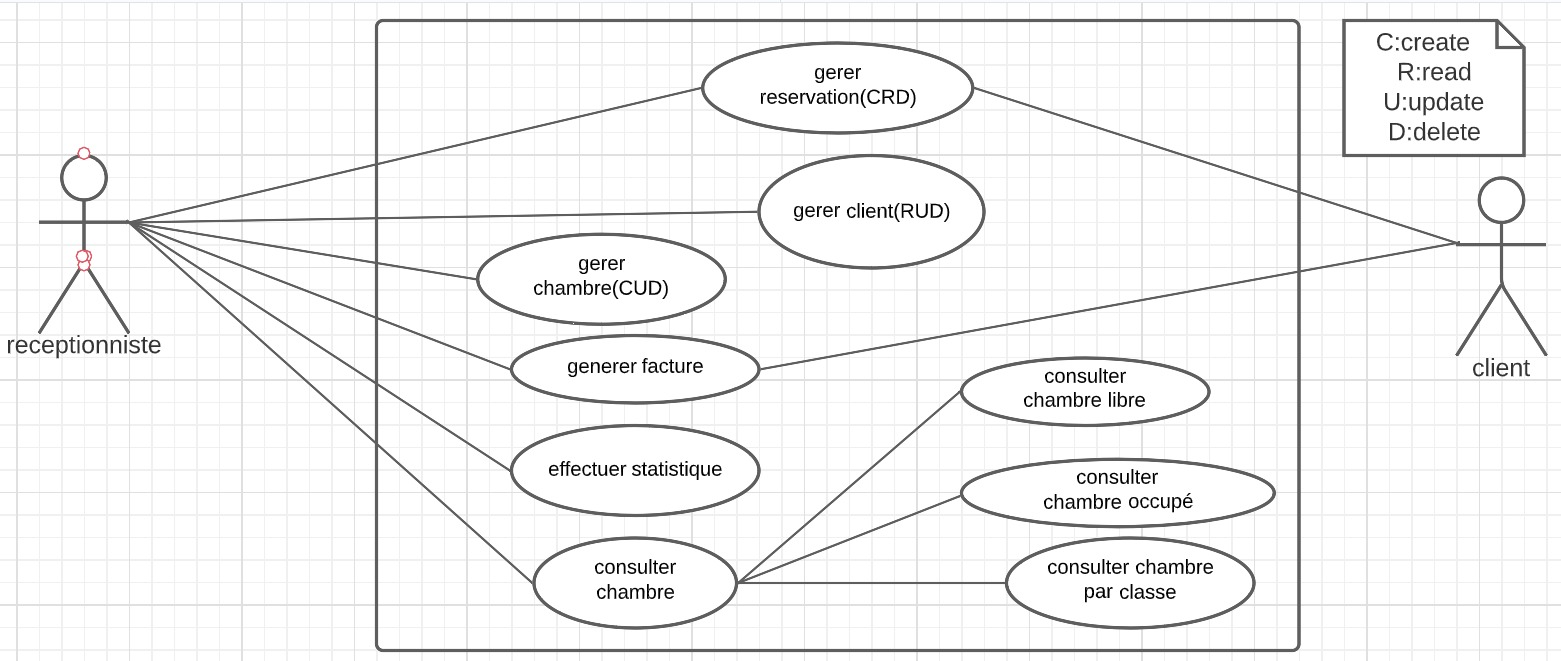 gerer
reservation(CRD)
C:create
R:read
U:update
D:delete
gerer client(RUD)
gerer
chambre(CUD)
receptionniste
generer facture
client
consulter
chambre libre
effectuer statistique
consulter
chambre occupé
consulter
chambre
consulter chambre
par classe